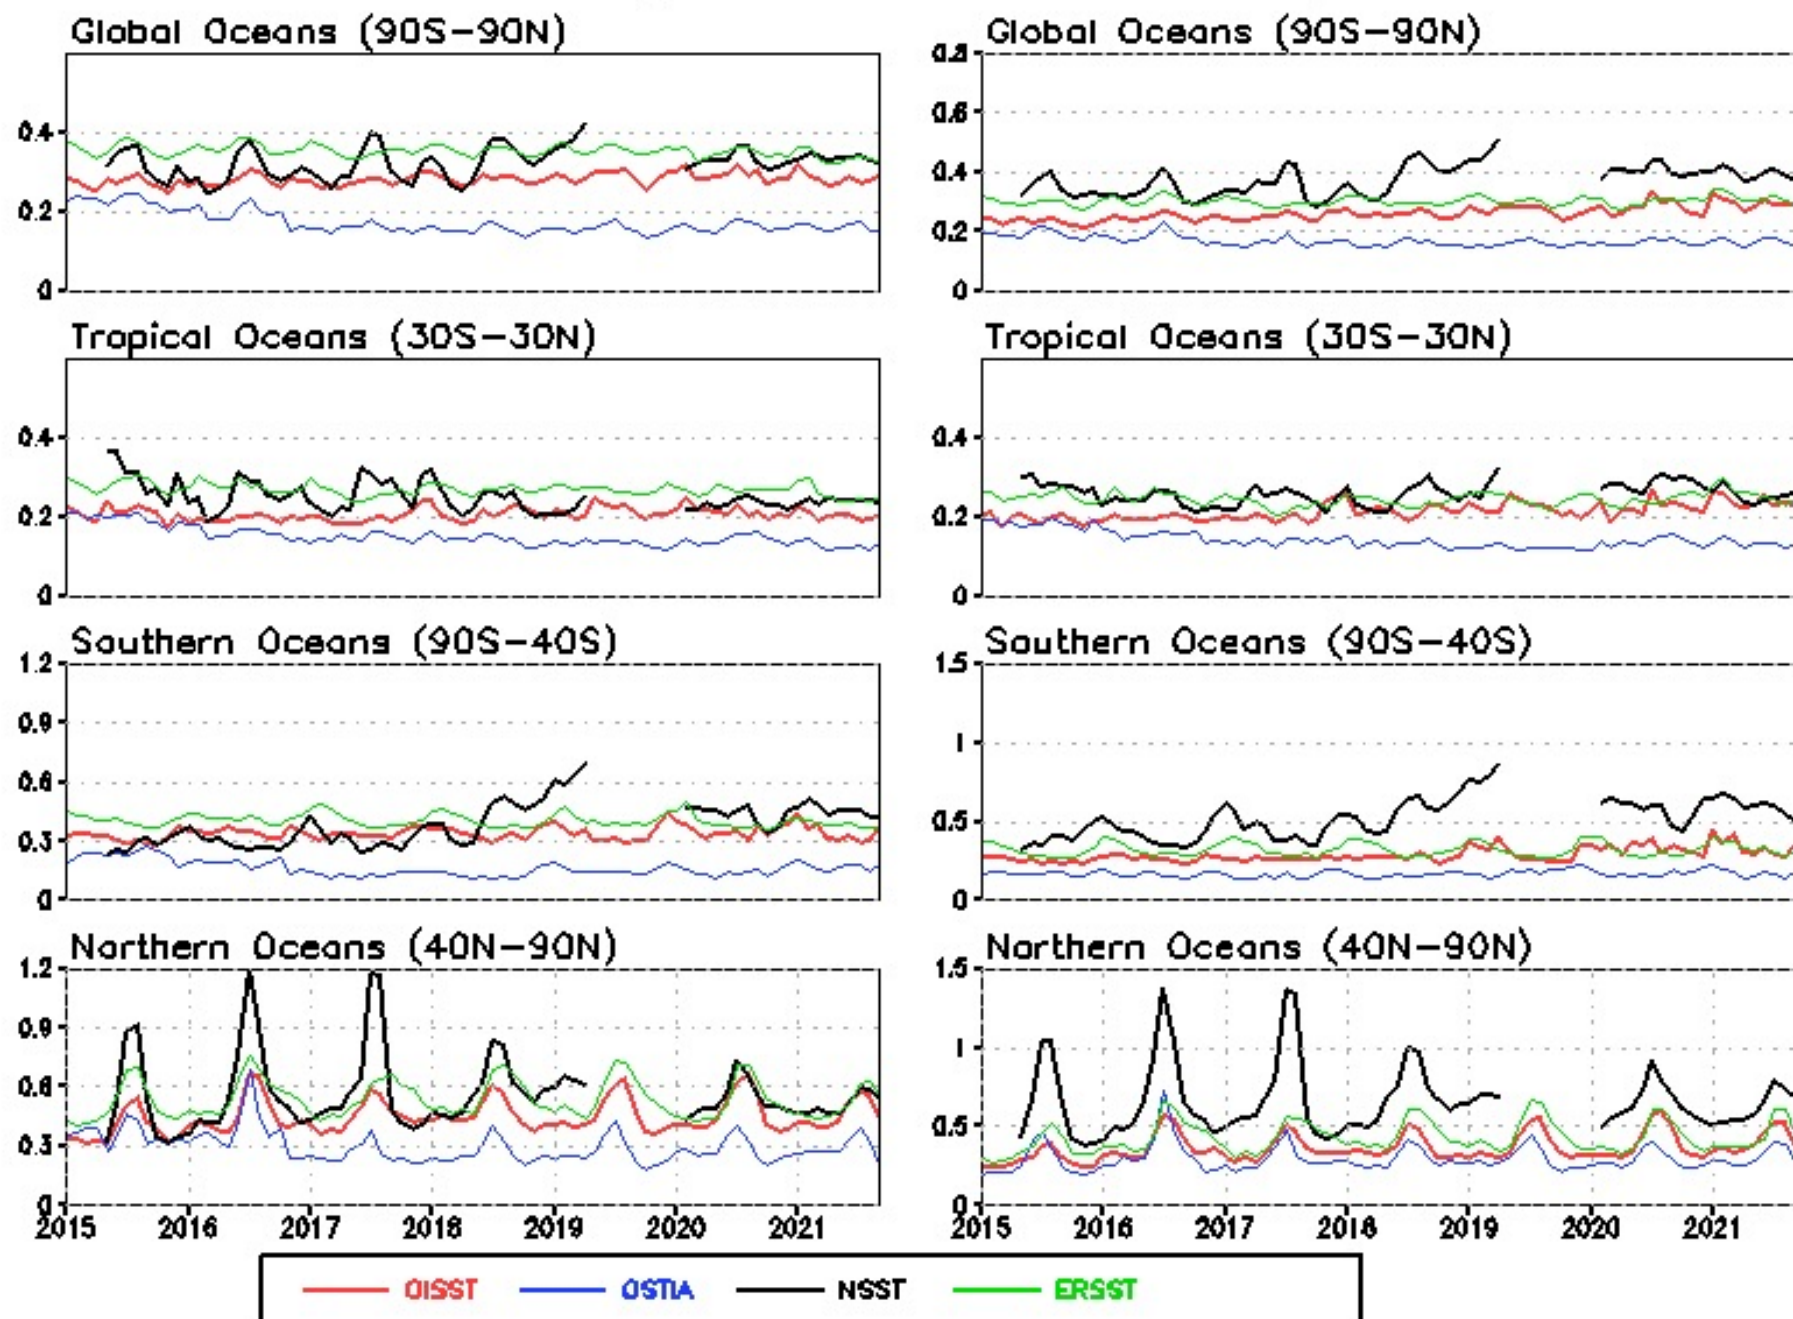 Global Oceans (90S-90N)
0.4
0.2
0
Tropical Oceans (30S-30N)
0.4
0.2
0
Southern Oceans (90S-40S)
1.2
0.9
0.6
0.3
0
Northern Oceans (40N-90N)
1.2
0.9
0.6
0.3
0
2015 2016 2017 2018 2019 2020 2021
Global Oceans (90S-90N)
0.8
0.6
0.4
0.2
0
Tropical Oceans (30S-30N)
0.4
0.2
0
Southern Oceans (90S-40S)
1.5
1
0.5
0
Northern Oceans (40N-90N)
1.5
1
0.5
0
2015 2016 2017 2018 2019 2020 2021
OISST OSTIA NSST ERSST